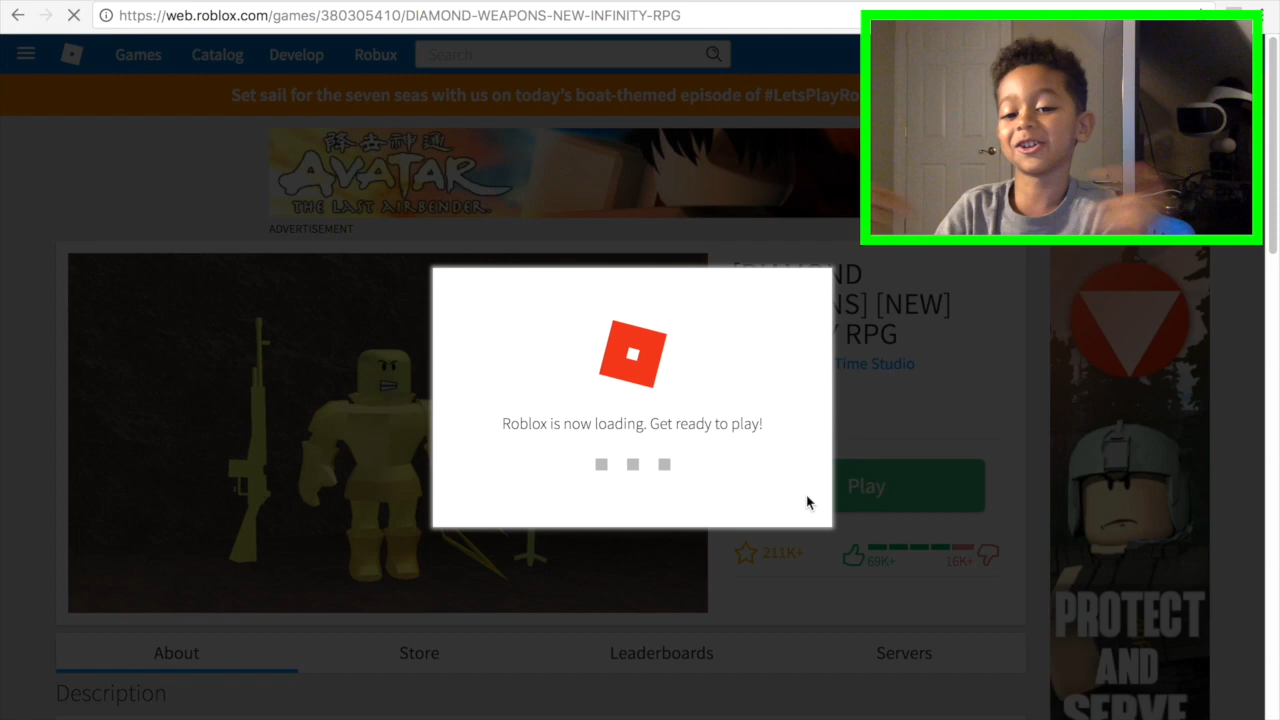 https://web.roblox.com/games/380305410/DIAMOND-WEAPONS-NEW-INFINITY-RPG
Games
Catalog
Develop
Robux
Search
Set sail for the seven seas with us on today's boat-themed episode of #LetsPlayRo
降去神通
AVATAR
THE LAST AIRBENDER.
ADVERTISEMENT
[NEW]
RPG
Time Studio
Roblox is now loading. Get ready to play!
Play
211K+
69K+
16K+
PROTECT
AND
SERVE
About
Store
Leaderboards
Servers
Description